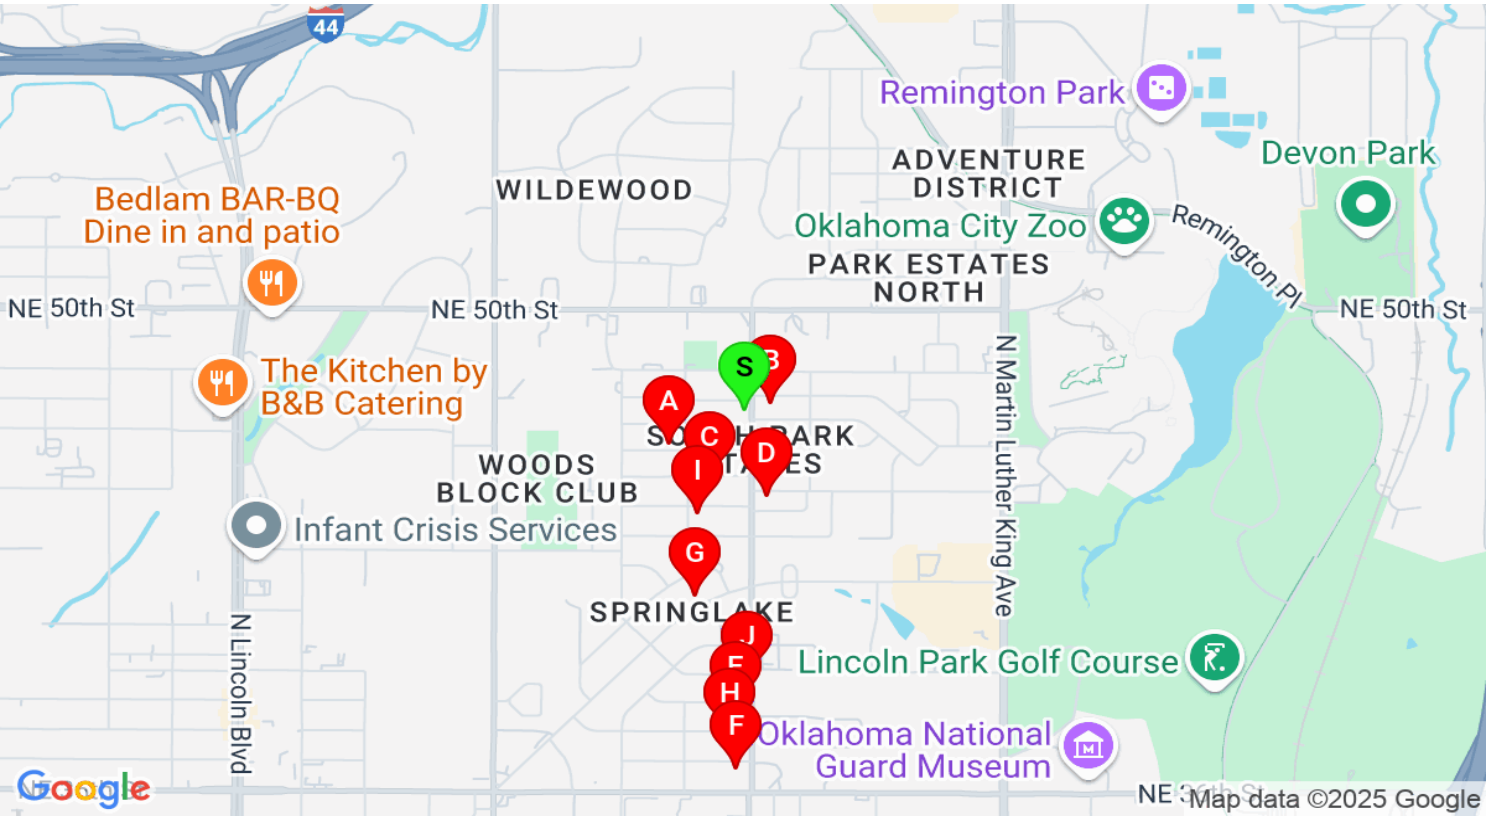 44
Remington Park
Devon Park
ADVENTURE
DISTRICT
WILDEWOOD
Bedlam BAR-BQ
Dine in and patio
Oklahoma City Zoo
Remington Pl
PARK ESTATES
NORTH
NE 50th St
NE 50th St
NE 50th St
S
B
The Kitchen by
B&B Catering
A
N Martin Luther King Ave
C
D
I
WOODS
BLOCK CLUB
Infant Crisis Services
G
SPRINGLAKE
J
E
H
F
N Lincoln Blvd
Lincoln Park Golf Course
Oklahoma National
Guard Museum
Google
NE 36th St
Map data ©2025 Google